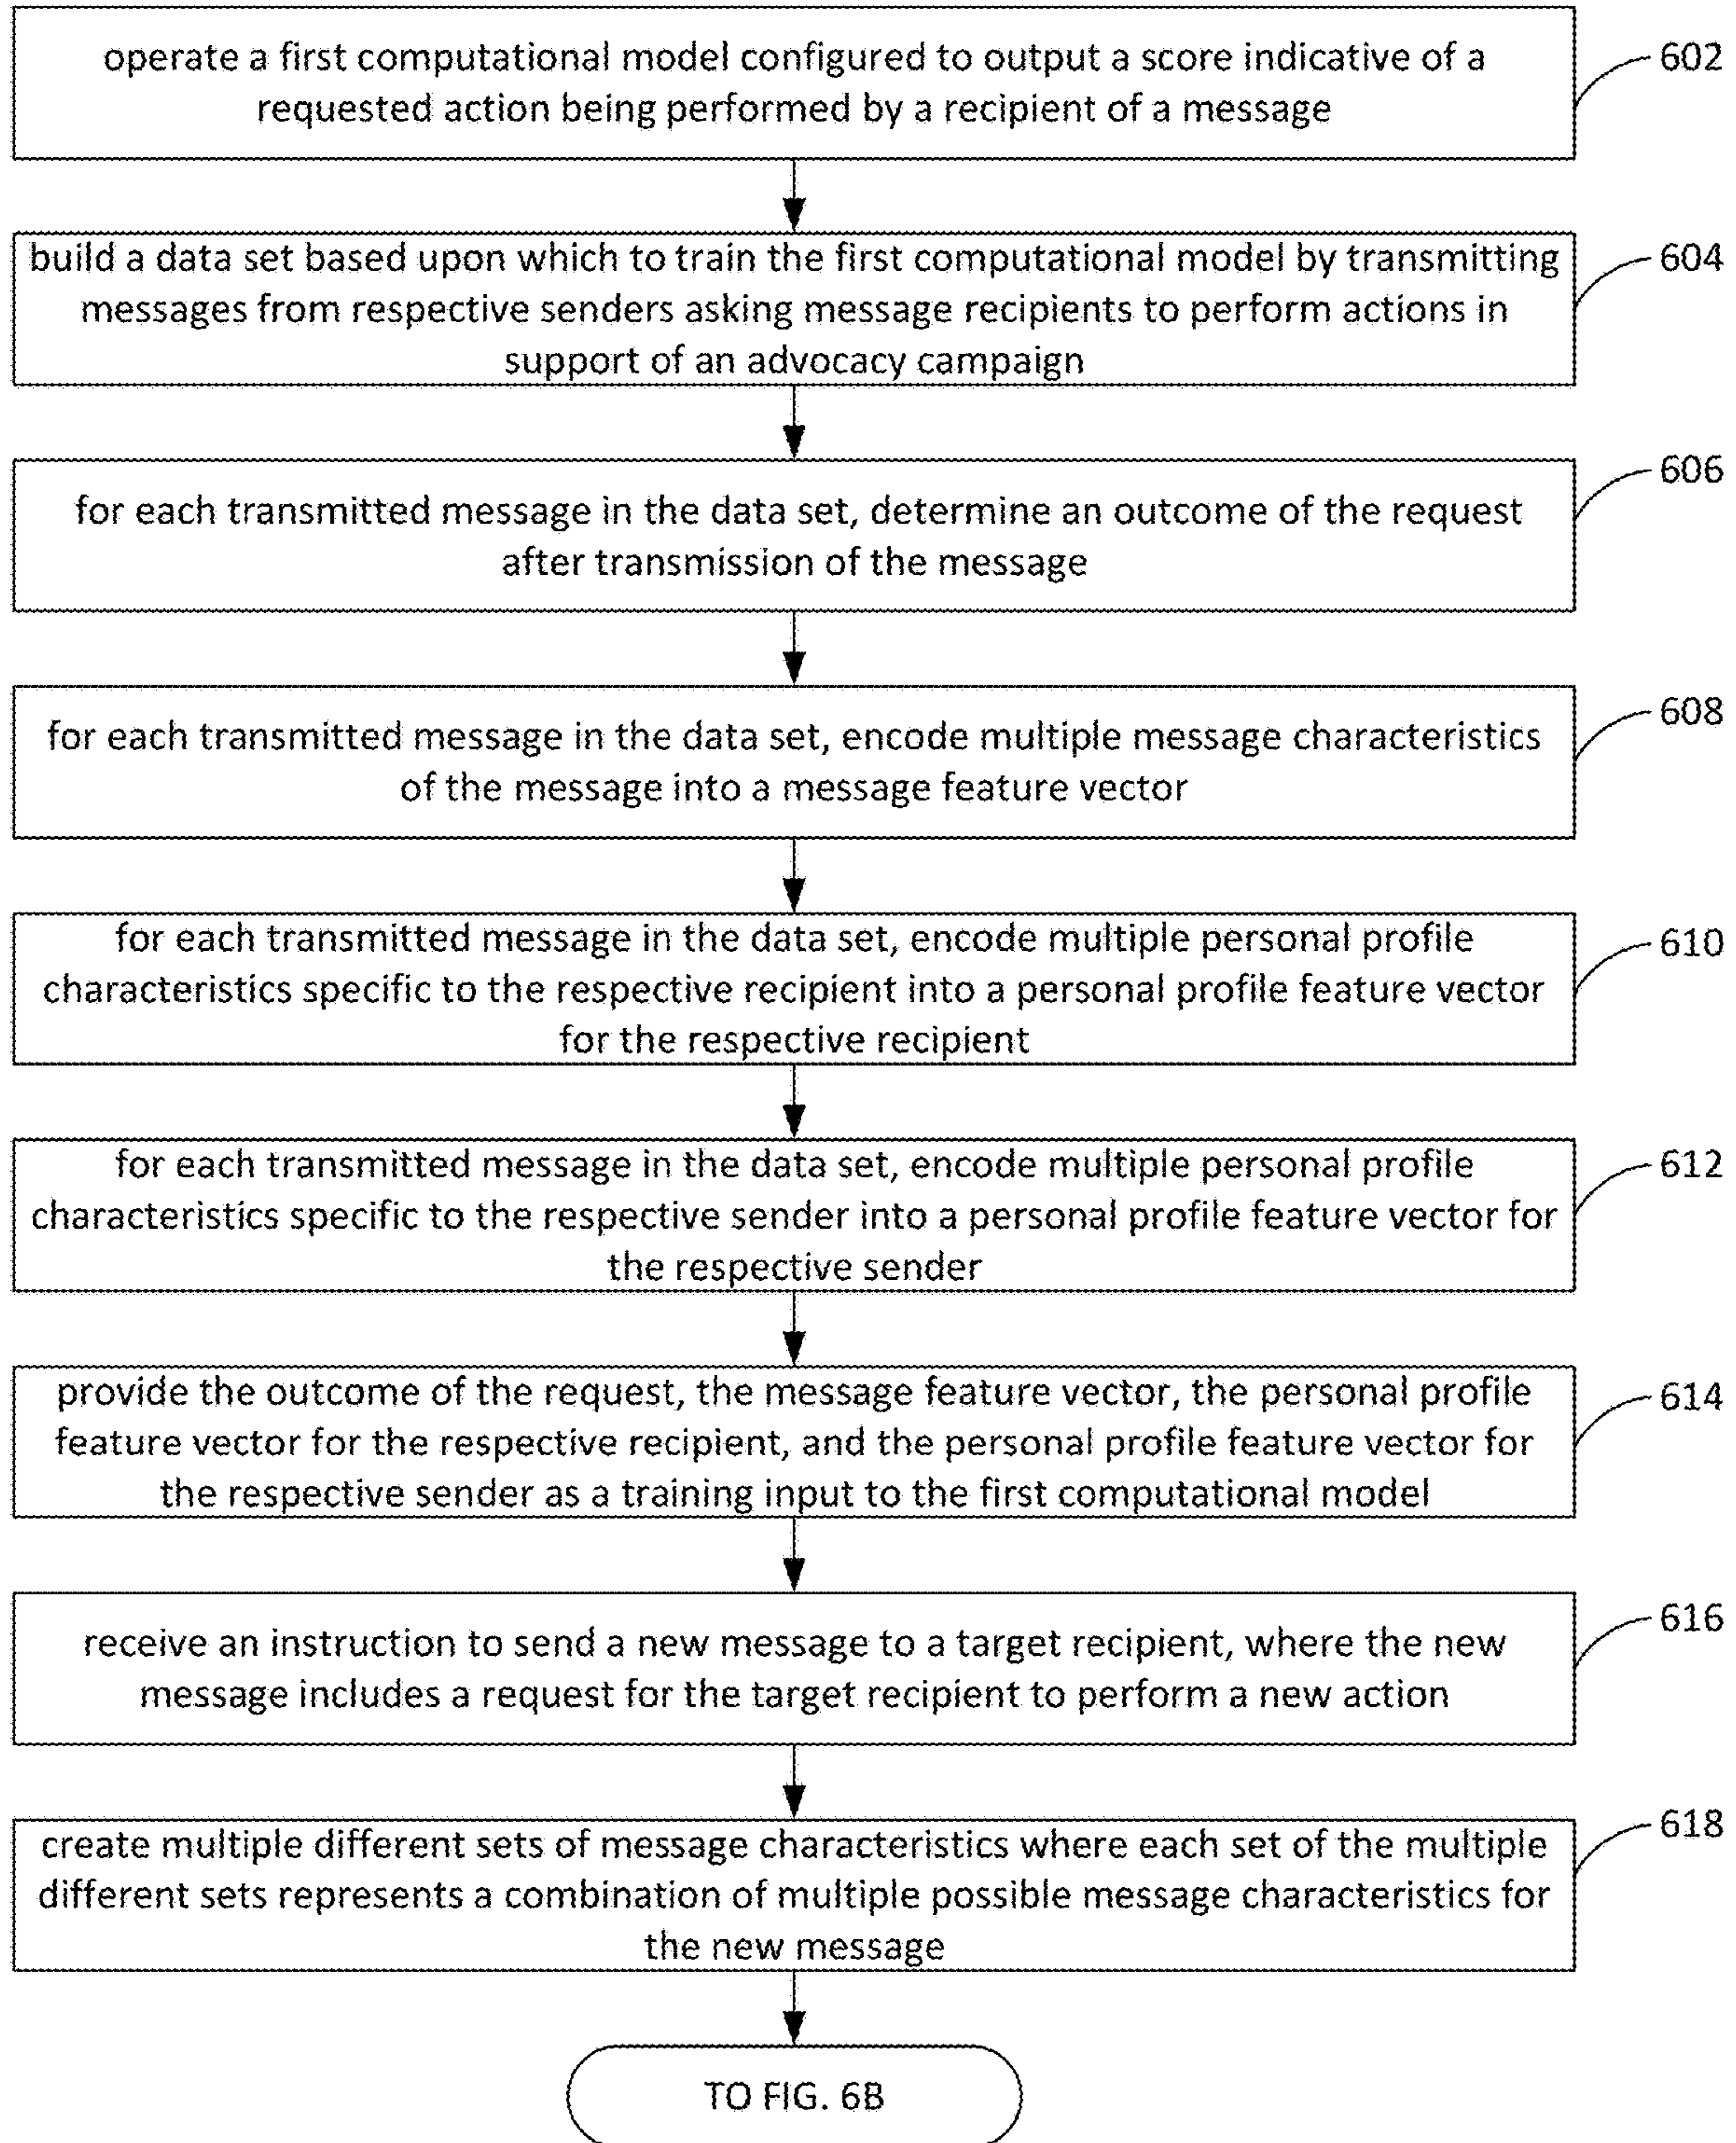 operate a first computational model configured to output a score indicative of a
requested action being performed by a recipient of a message
602
build a data set based upon which to train the first computational model by transmitting
messages from respective senders asking message recipients to perform actions in
support of an advocacy campaign
604
for each transmitted message in the data set, determine an outcome of the request
after transmission of the message
606
for each transmitted message in the data set, encode multiple message characteristics
of the message into a message feature vector
608
for each transmitted message in the data set, encode multiple personal profile
characteristics specific to the respective recipient into a personal profile feature vector
for the respective recipient
610
for each transmitted message in the data set, encode multiple personal profile
characteristics specific to the respective sender into a personal profile feature vector for
the respective sender
612
provide the outcome of the request, the message feature vector, the personal profile
feature vector for the respective recipient, and the personal profile feature vector for
the respective sender as a training input to the first computational model
614
receive an instruction to send a new message to a target recipient, where the new
message includes a request for the target recipient to perform a new action
616
create multiple different sets of message characteristics where each set of the multiple
different sets represents a combination of multiple possible message characteristics for
the new message
618
TO FIG. 6B